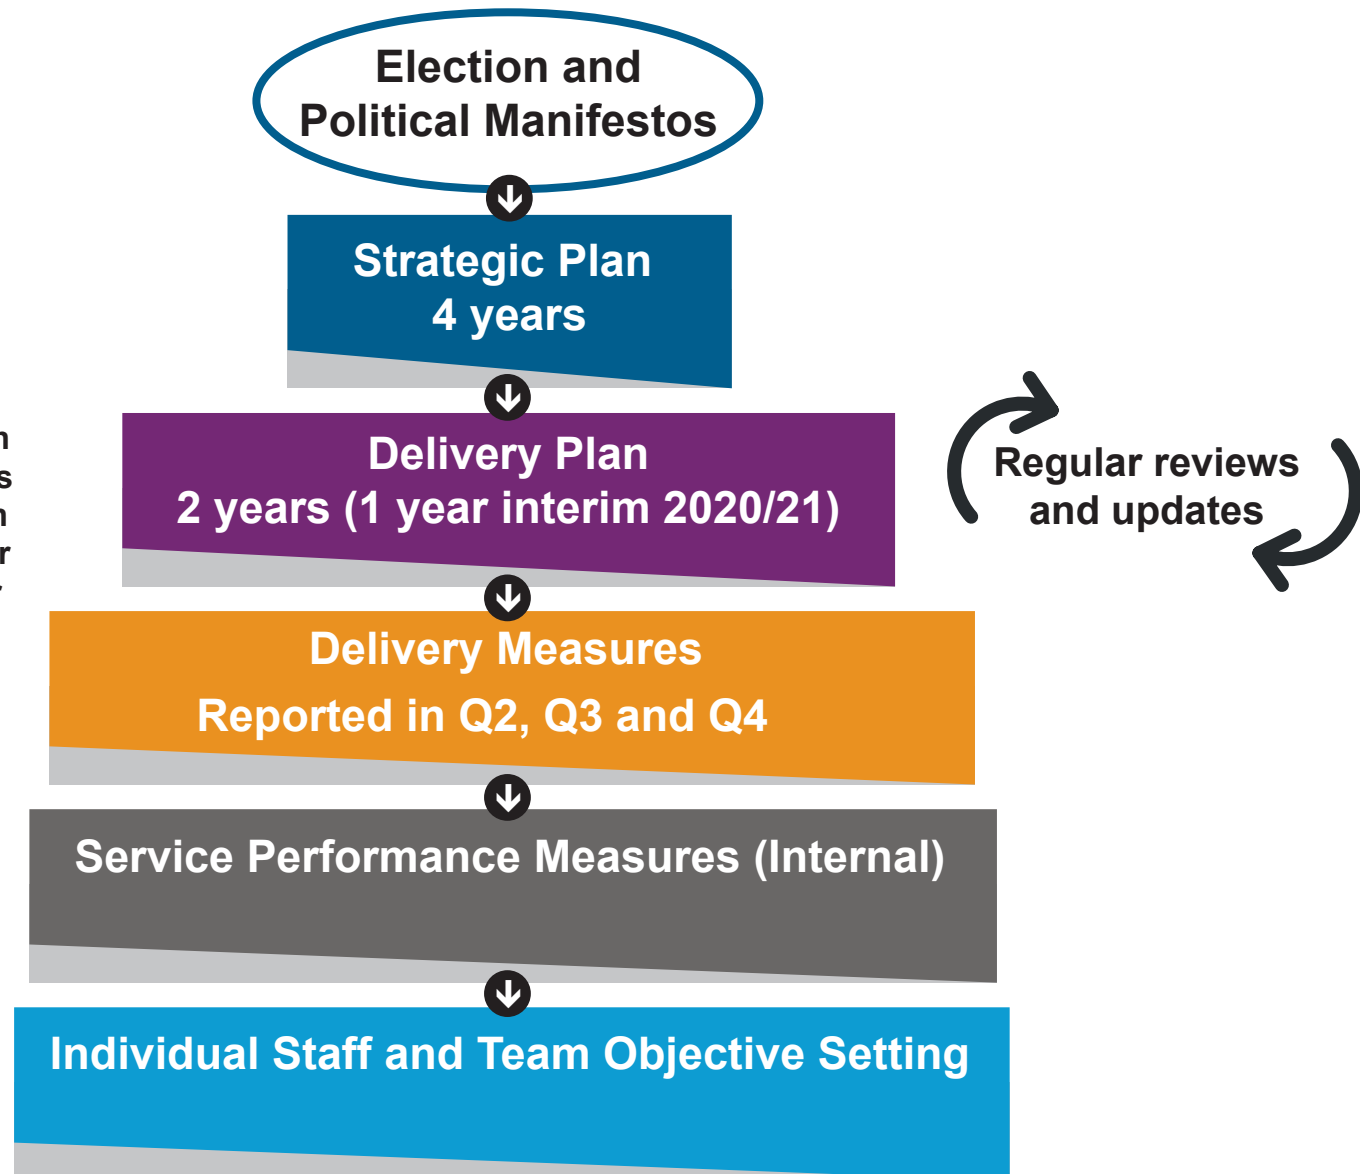 Election and
Political Manifestos
Strategic Plan
4 years
Delivery Plan
2 years (1 year interim 2020/21)
Regular reviews
and updates
Delivery Measures
Reported in Q2, Q3 and Q4
Service Performance Measures (Internal)
Individual Staff and Team Objective Setting